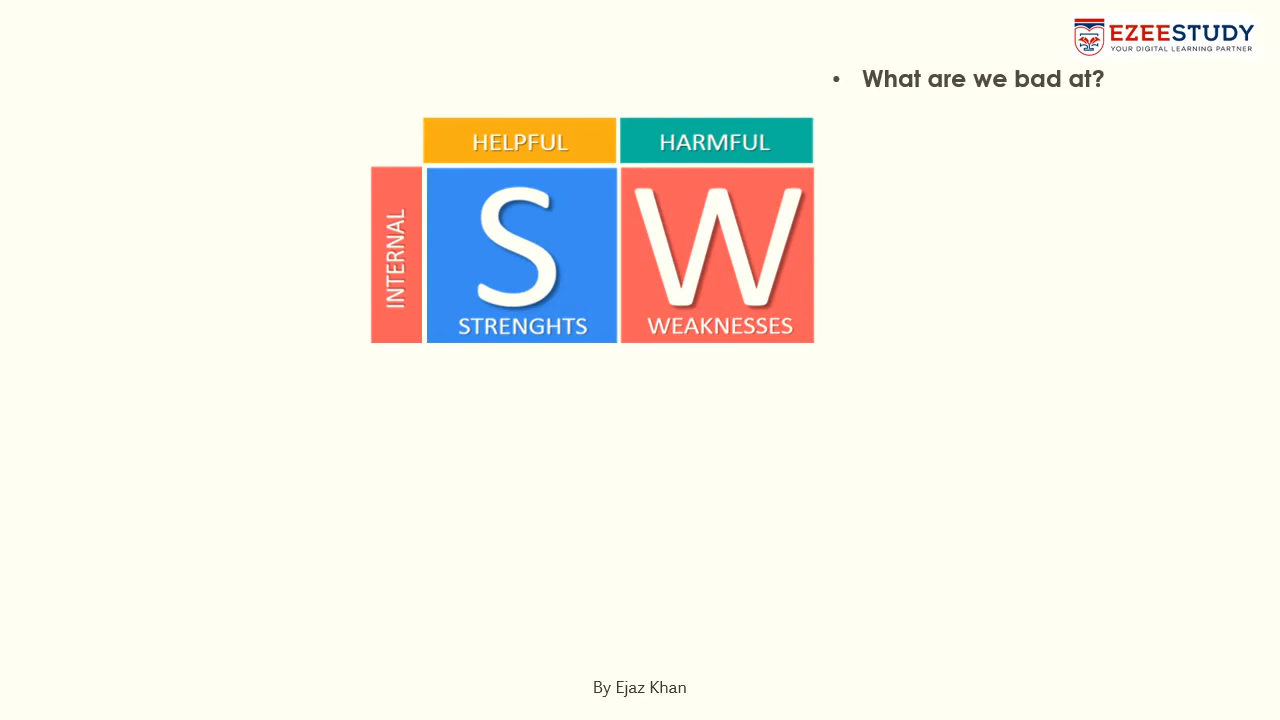 EZEESTUDY
YOUR DIGITAL LEARNING PARTNER
• What are we bad at?
HELPFUL
HARMFUL
INTERNAL
S
STRENGHTS
W
WEAKNESSES
By Ejaz Khan